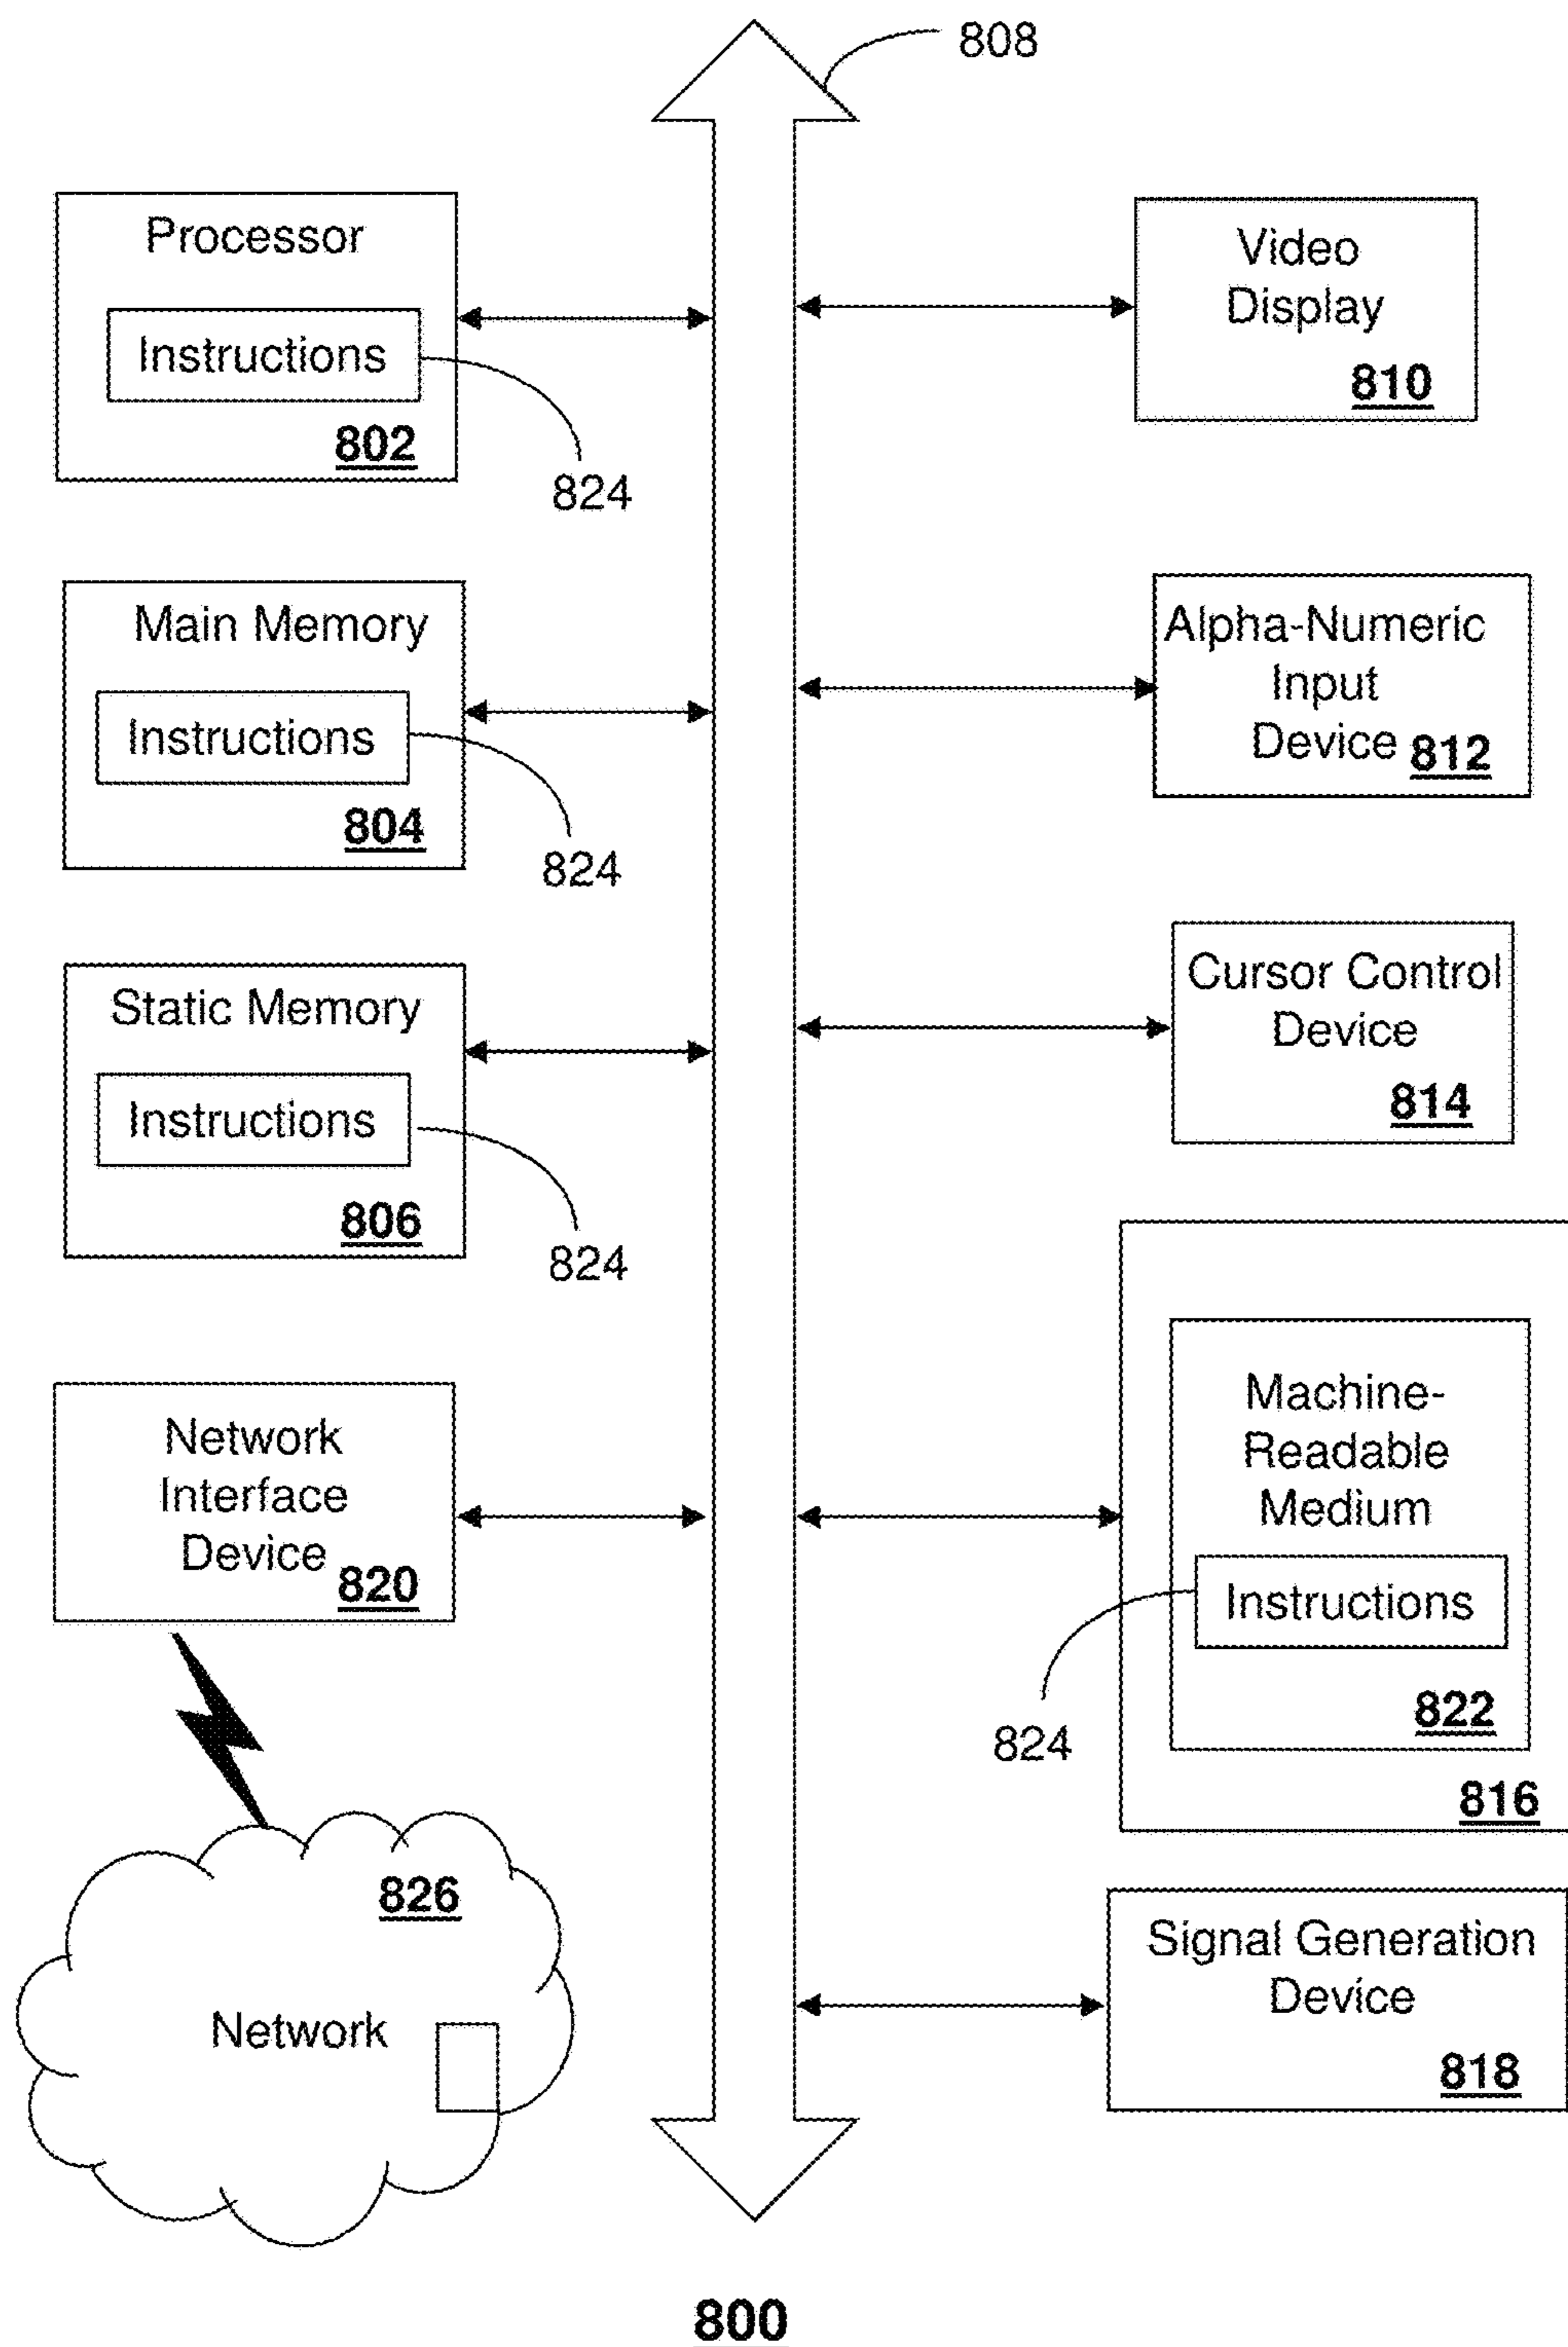 808
Processor
Instructions
802
824
Main Memory
Instructions
804
824
Static Memory
Instructions
806
824
Network
Interface
Device
820
826
Network
Video
Display
810
Alpha-Numeric
Input
Device 812
Cursor Control
Device
814
Machine-
Readable
Medium
Instructions
824
822
816
Signal Generation
Device
818
800